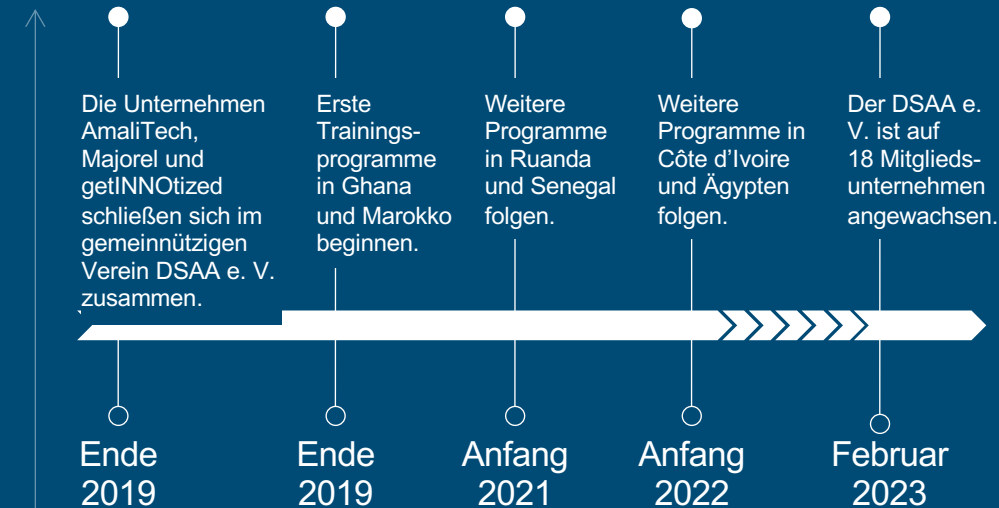 Die Unternehmen
AmaliTech,
Majorel und
getINNOtized
schließen sich im
gemeinnützigen
Verein DSAA e. V.
zusammen.
Erste
Trainings-
programme
in Ghana
und Marokko
beginnen.
Weitere
Programme
in Ruanda
und Senegal
folgen.
Weitere
Programme in
Côte d’Ivoire
und Ägypten
folgen.
Der DSAA e.
V. ist auf
18 Mitglieds-
unternehmen
angewachsen.
Ende
2019
Ende
2019
Anfang
2021
Anfang
2022
Februar
2023